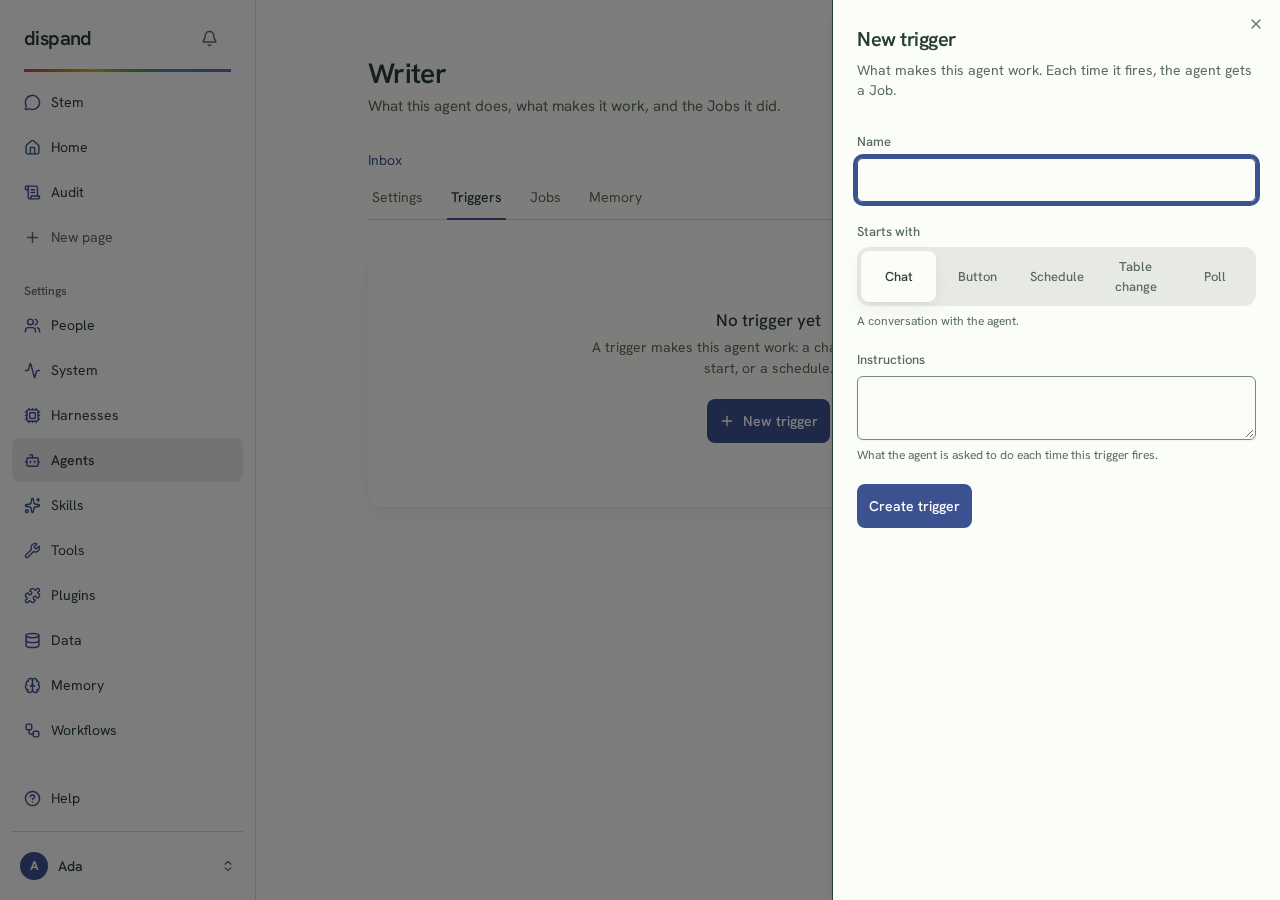 dispand
Stem
Home
Audit
New page
Settings
People
System
Harnesses
Agents
Skills
Tools
Plugins
Data
Memory
Workflows
Help
A
Ada
Writer
What this agent does, what makes it work, and the Jobs it did.
Inbox
Settings
Triggers
Jobs
Memory
No trigger yet
A trigger makes this agent work: a cha
start, or a schedule.
New trigger
New trigger
What makes this agent work. Each time it fires, the agent gets
a Job.
Name
Starts with
Chat
Button
Schedule
Table
change
Poll
A conversation with the agent.
Instructions
What the agent is asked to do each time this trigger fires.
Create trigger